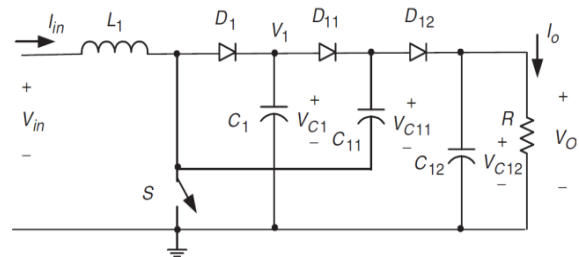 I_in L_1 D_1 V_1 D_11 D_12 I_o
+ + + +
V_in C_1 V_C1 C_11 V_C11 R V_O
– – – +
C_12 V_C12
S – –